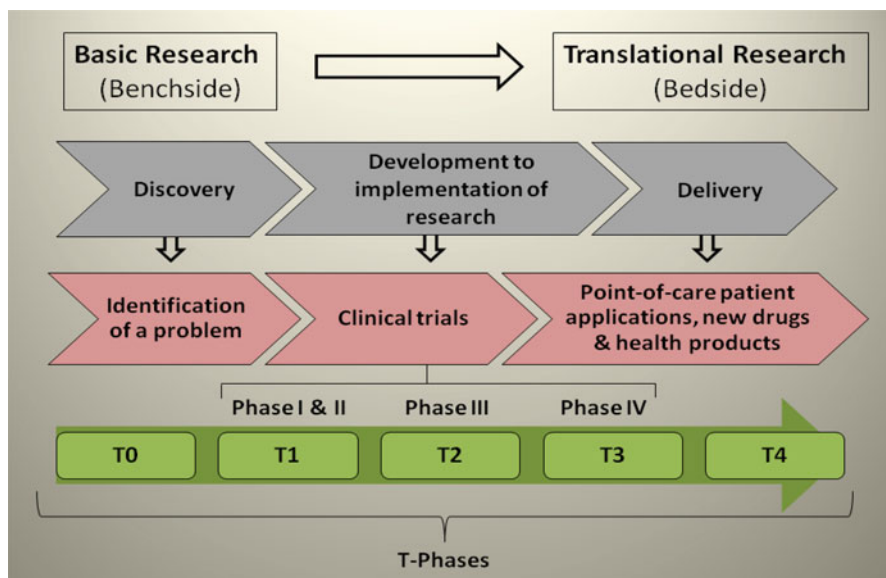 Basic Research
(Benchside)
Translational Research
(Bedside)
Discovery
Development to
implementation of
research
Delivery
Identification
of a problem
Clinical trials
Point-of-care patient
applications, new drugs
& health products
Phase I & II
Phase III
Phase IV
T0
T1
T2
T3
T4
T-Phases